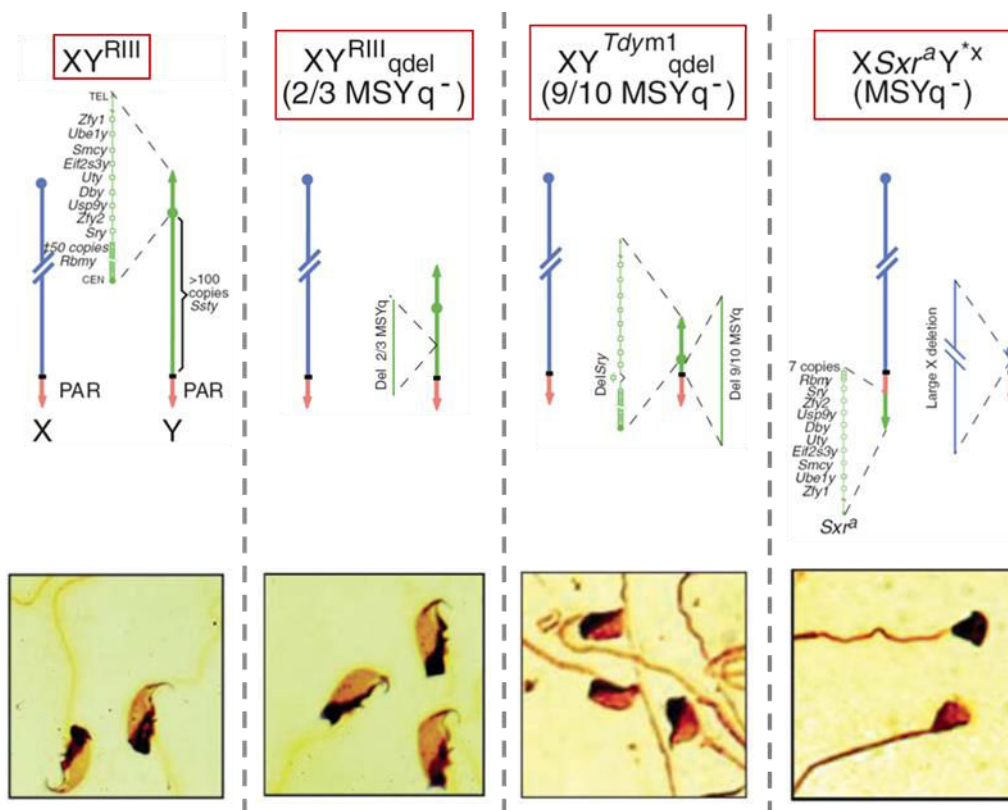 XY^RIII
TEL
Zfy1
Ube1y
Smcy
Eif2s3y
Uty
Dby
Usp9y
Zfy2
Sry
‡50 copies
Rbmy
CEN
>100
copies
Ssty
PAR
PAR
X
Y
XY^RIII qdel
(2/3 MSYq-)
Del 2/3 MSYq
XY^Tdym1 qdel
(9/10 MSYq-)
DelSry
Del 9/10 MSYq
XSxr^aY*x
(MSYq-)
Large X deletion
7 copies
Rbmy
Sry
Zfy2
Usp9y
Dby
Uty
Eif2s3y
Smcy
Ube1y
Zfy1
Sxr^a